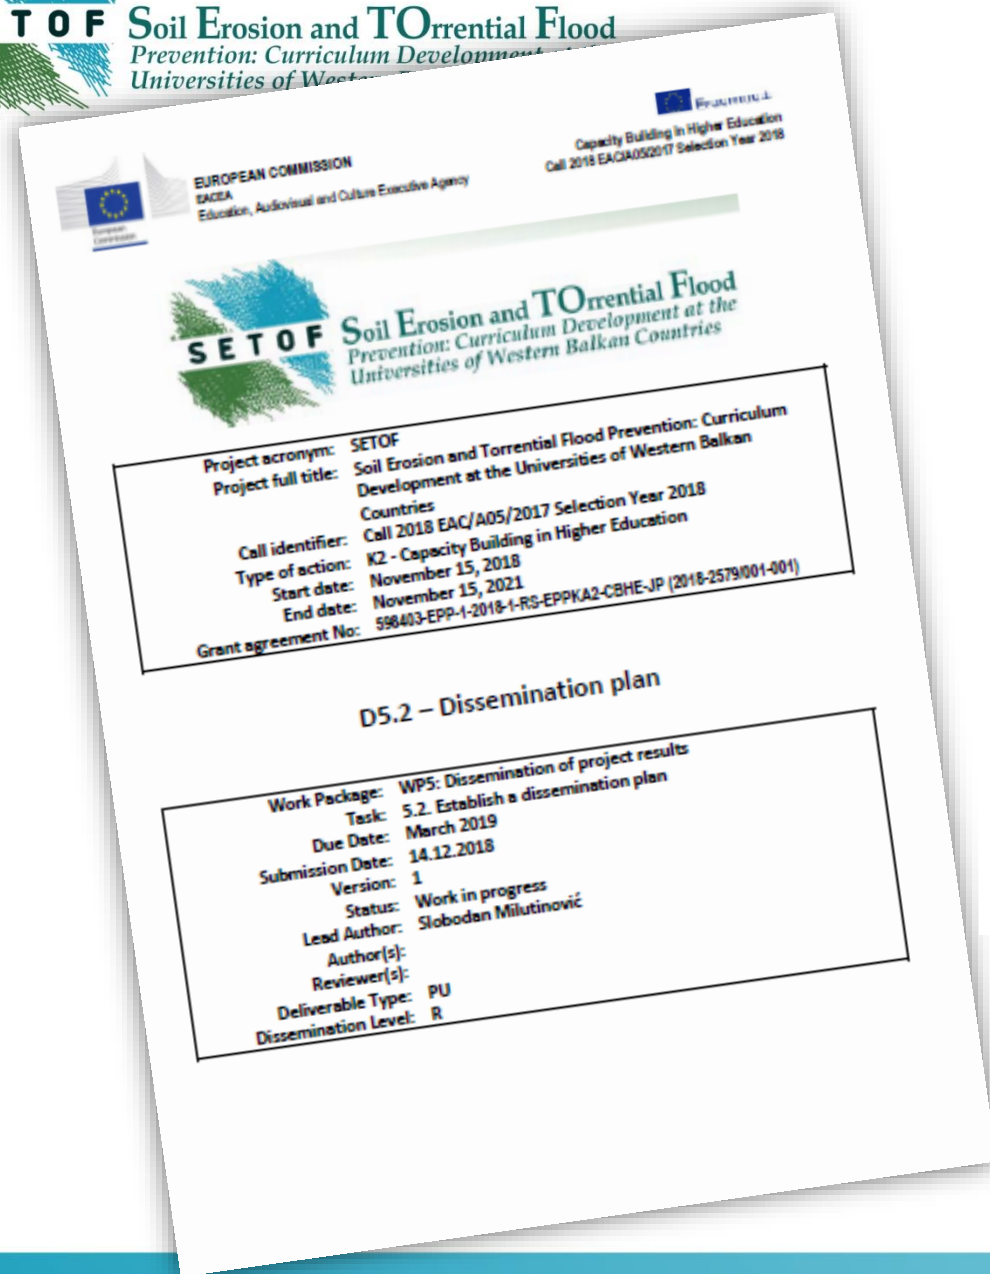 TOF Soil Erosion and TOrrential Flood
Prevention: Curriculum Development
Universities of Western
Erasmus+
Capacity Building in Higher Education
Call 2018 EAC/A05/2017 Selection Year 2018
EUROPEAN COMMISSION
EACEA
Education, Audiovisual and Culture Executive Agency
European
Commission
SETOF
Soil Erosion and TOrrential Flood
Prevention: Curriculum Development at the
Universities of Western Balkan Countries
Project acronym: SETOF
Project full title: Soil Erosion and Torrential Flood Prevention: Curriculum
Development at the Universities of Western Balkan
Countries
Call identifier: Call 2018 EAC/A05/2017 Selection Year 2018
Type of action: K2 - Capacity Building in Higher Education
Start date: November 15, 2018
End date: November 15, 2021
Grant agreement No: 598403-EPP-1-2018-1-RS-EPPKA2-CBHE-JP (2018-2579/001-001)
D5.2 – Dissemination plan
Work Package: WP5: Dissemination of project results
Task: 5.2. Establish a dissemination plan
Due Date: March 2019
Submission Date: 14.12.2018
Version: 1
Status: Work in progress
Lead Author: Slobodan Milutinović
Author(s):
Reviewer(s):
Deliverable Type: PU
Dissemination Level: R